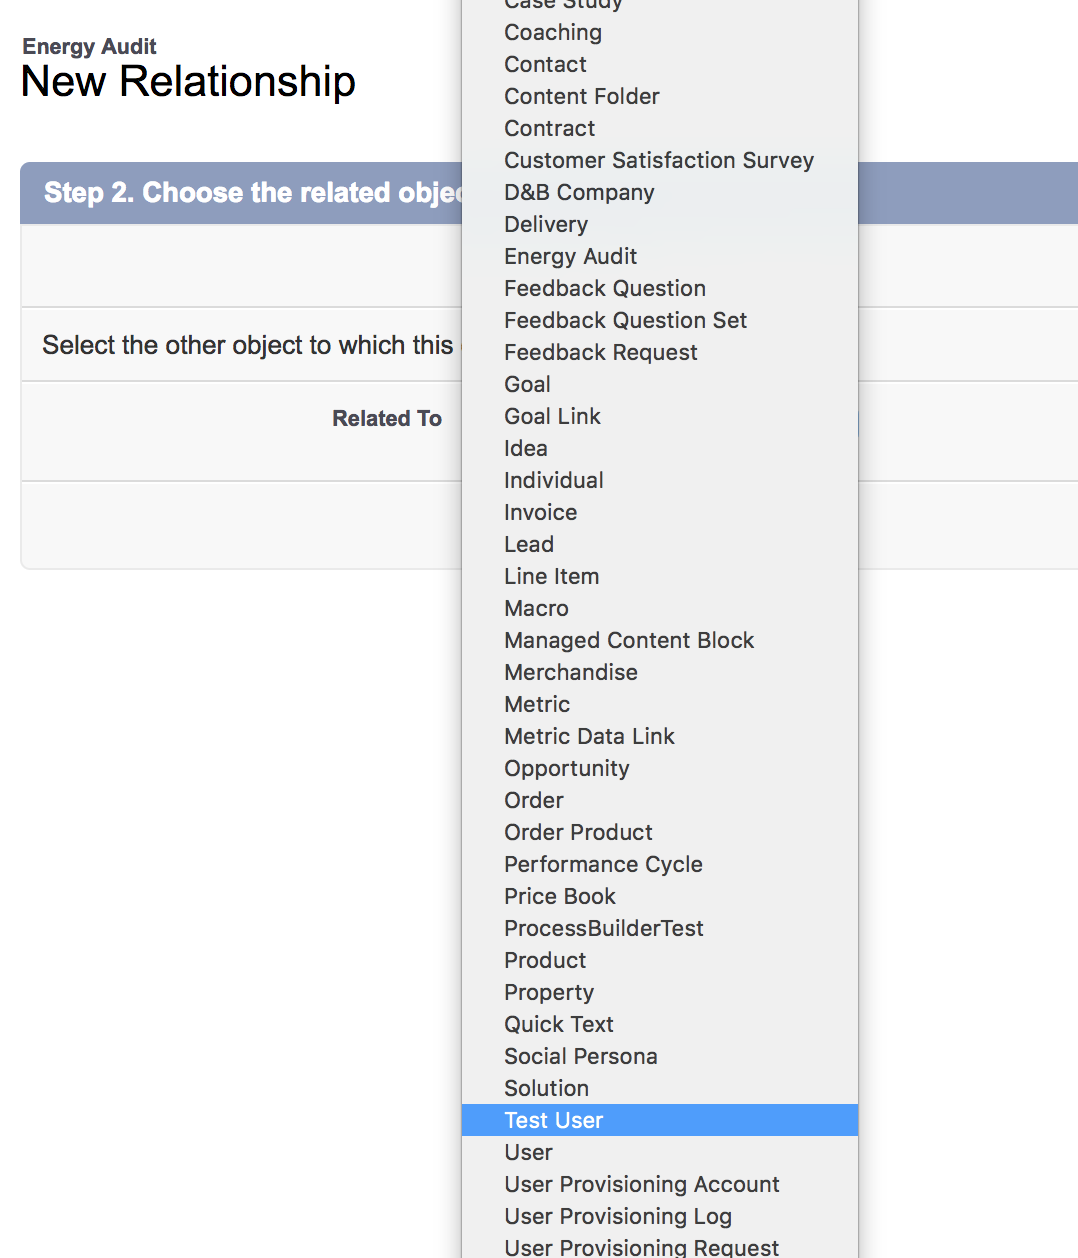 Energy Audit
New Relationship
Step 2. Choose the related objec
Select the other object to which this
Related To
Case Study
Coaching
Contact
Content Folder
Contract
Customer Satisfaction Survey
D&B Company
Delivery
Energy Audit
Feedback Question
Feedback Question Set
Feedback Request
Goal
Goal Link
Idea
Individual
Invoice
Lead
Line Item
Macro
Managed Content Block
Merchandise
Metric
Metric Data Link
Opportunity
Order
Order Product
Performance Cycle
Price Book
ProcessBuilderTest
Product
Property
Quick Text
Social Persona
Solution
Test User
User
User Provisioning Account
User Provisioning Log
User Provisioning Request